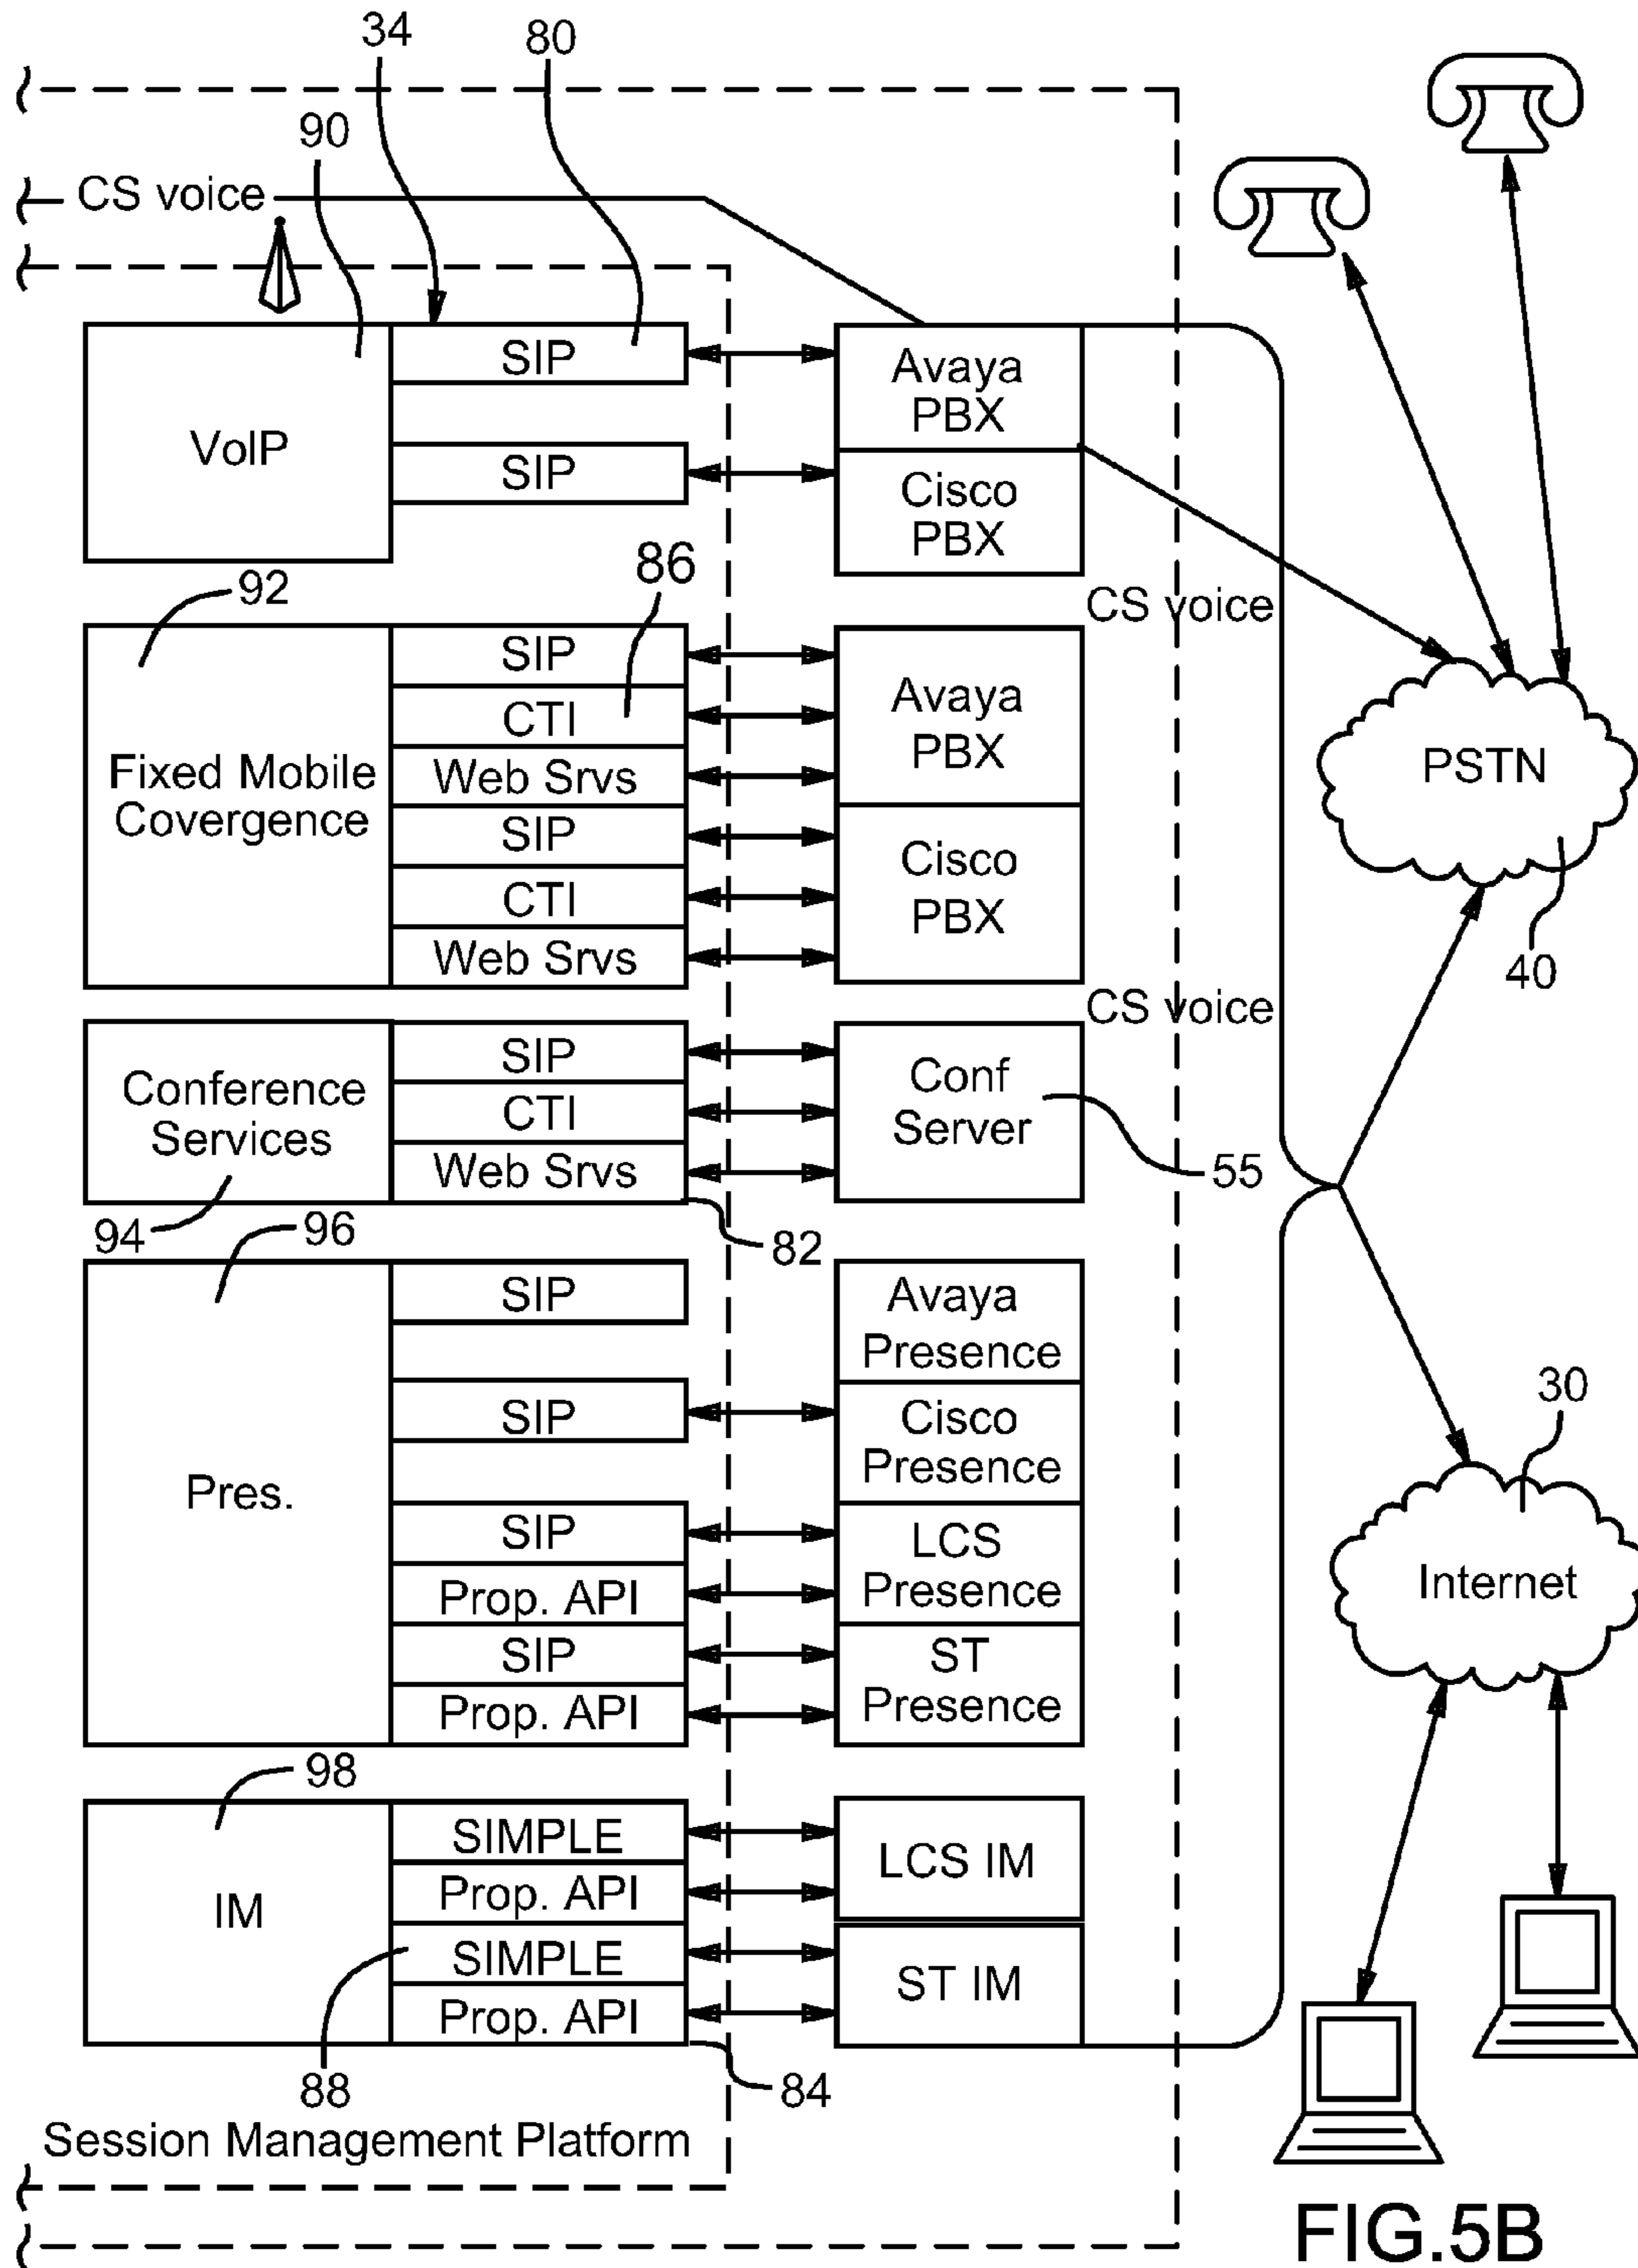 34
80
90
CS voice
VoIP
SIP
SIP
Avaya
PBX
Cisco
PBX
CS voice
92
86
Fixed Mobile
Covergence
SIP
CTI
Web Srvs
SIP
CTI
Web Srvs
Avaya
PBX
Cisco
PBX
PSTN
40
CS voice
Conference
Services
94
SIP
CTI
Web Srvs
82
Conf
Server
55
96
Pres.
SIP
SIP
SIP
Prop. API
SIP
Prop. API
Avaya
Presence
Cisco
Presence
LCS
Presence
ST
Presence
30
Internet
98
IM
SIMPLE
Prop. API
SIMPLE
Prop. API
88
84
LCS IM
ST IM
Session Management Platform
FIG.5B